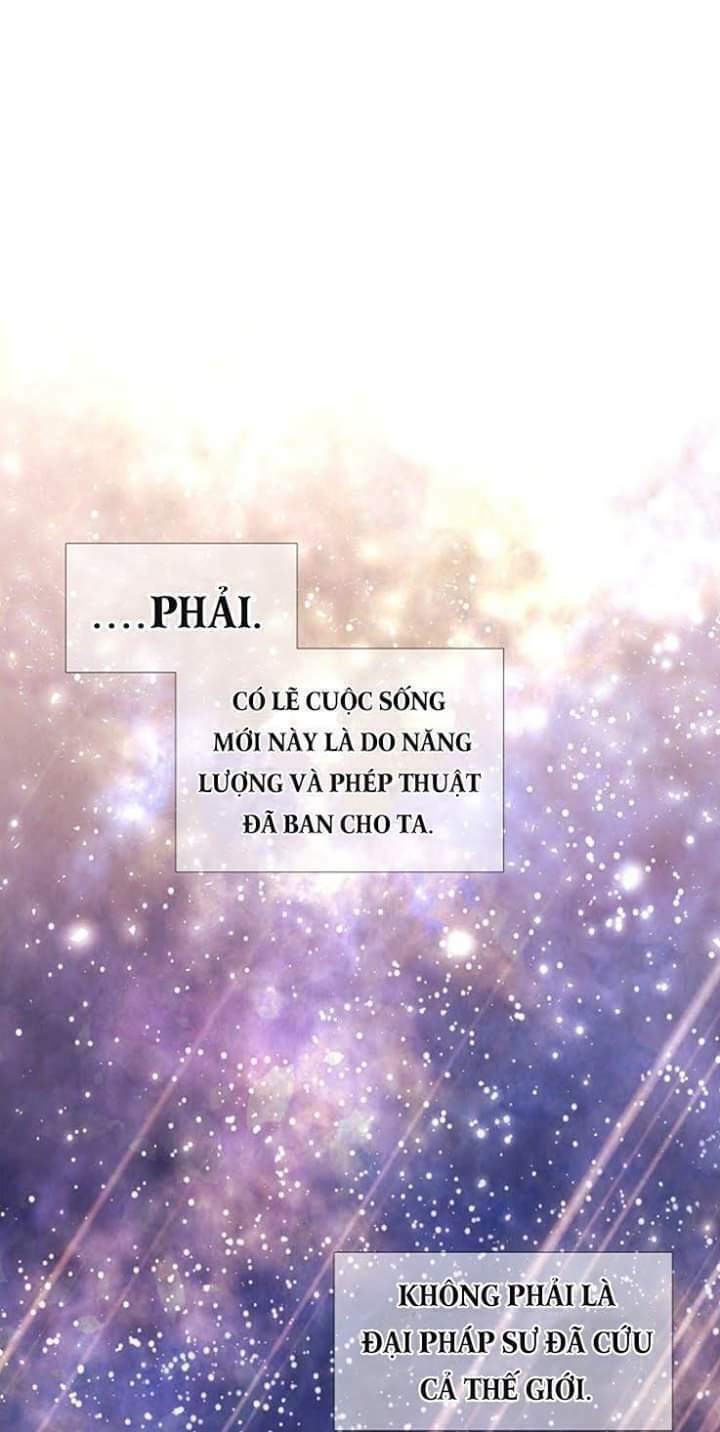 ....PHẢI.
CÓ LẼ CUỘC SỐNG
MỚI NÀY LÀ DO NĂNG
LƯỢNG VÀ PHÉP THUẬT
ĐÃ BAN CHO TA.
KHÔNG PHẢI LÀ
ĐẠI PHÁP SƯ ĐÃ CỨU
CẢ THẾ GIỚI.